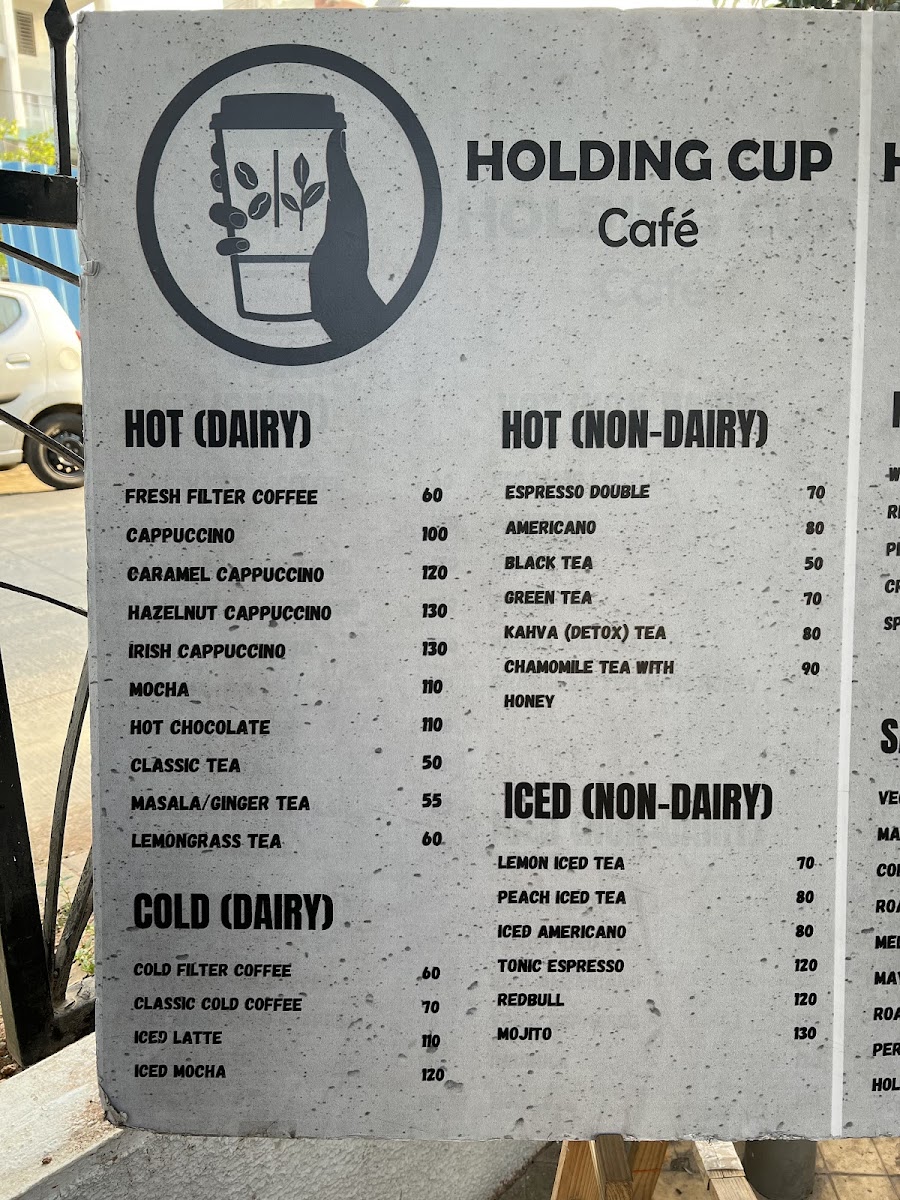 HOLDING CUP
Café
HOT (DAIRY)
FRESH FILTER COFFEE 60
CAPPUCCINO 100
CARAMEL CAPPUCCINO 120
HAZELNUT CAPPUCCINO 130
IRISH CAPPUCCINO 130
MOCHA 110
HOT CHOCOLATE 110
CLASSIC TEA 50
MASALA/GINGER TEA 55
LEMONGRASS TEA 60
COLD (DAIRY)
COLD FILTER COFFEE 60
CLASSIC COLD COFFEE 70
ICED LATTE 110
ICED MOCHA 120
HOT (NON-DAIRY)
ESPRESSO DOUBLE 70
AMERICANO 80
BLACK TEA 50
GREEN TEA 70
KAHVA (DETOX) TEA 80
CHAMOMILE TEA WITH 90
HONEY
ICED (NON-DAIRY)
LEMON ICED TEA 70
PEACH ICED TEA 80
ICED AMERICANO 80
TONIC ESPRESSO 120
REDBULL 120
MOJITO 130